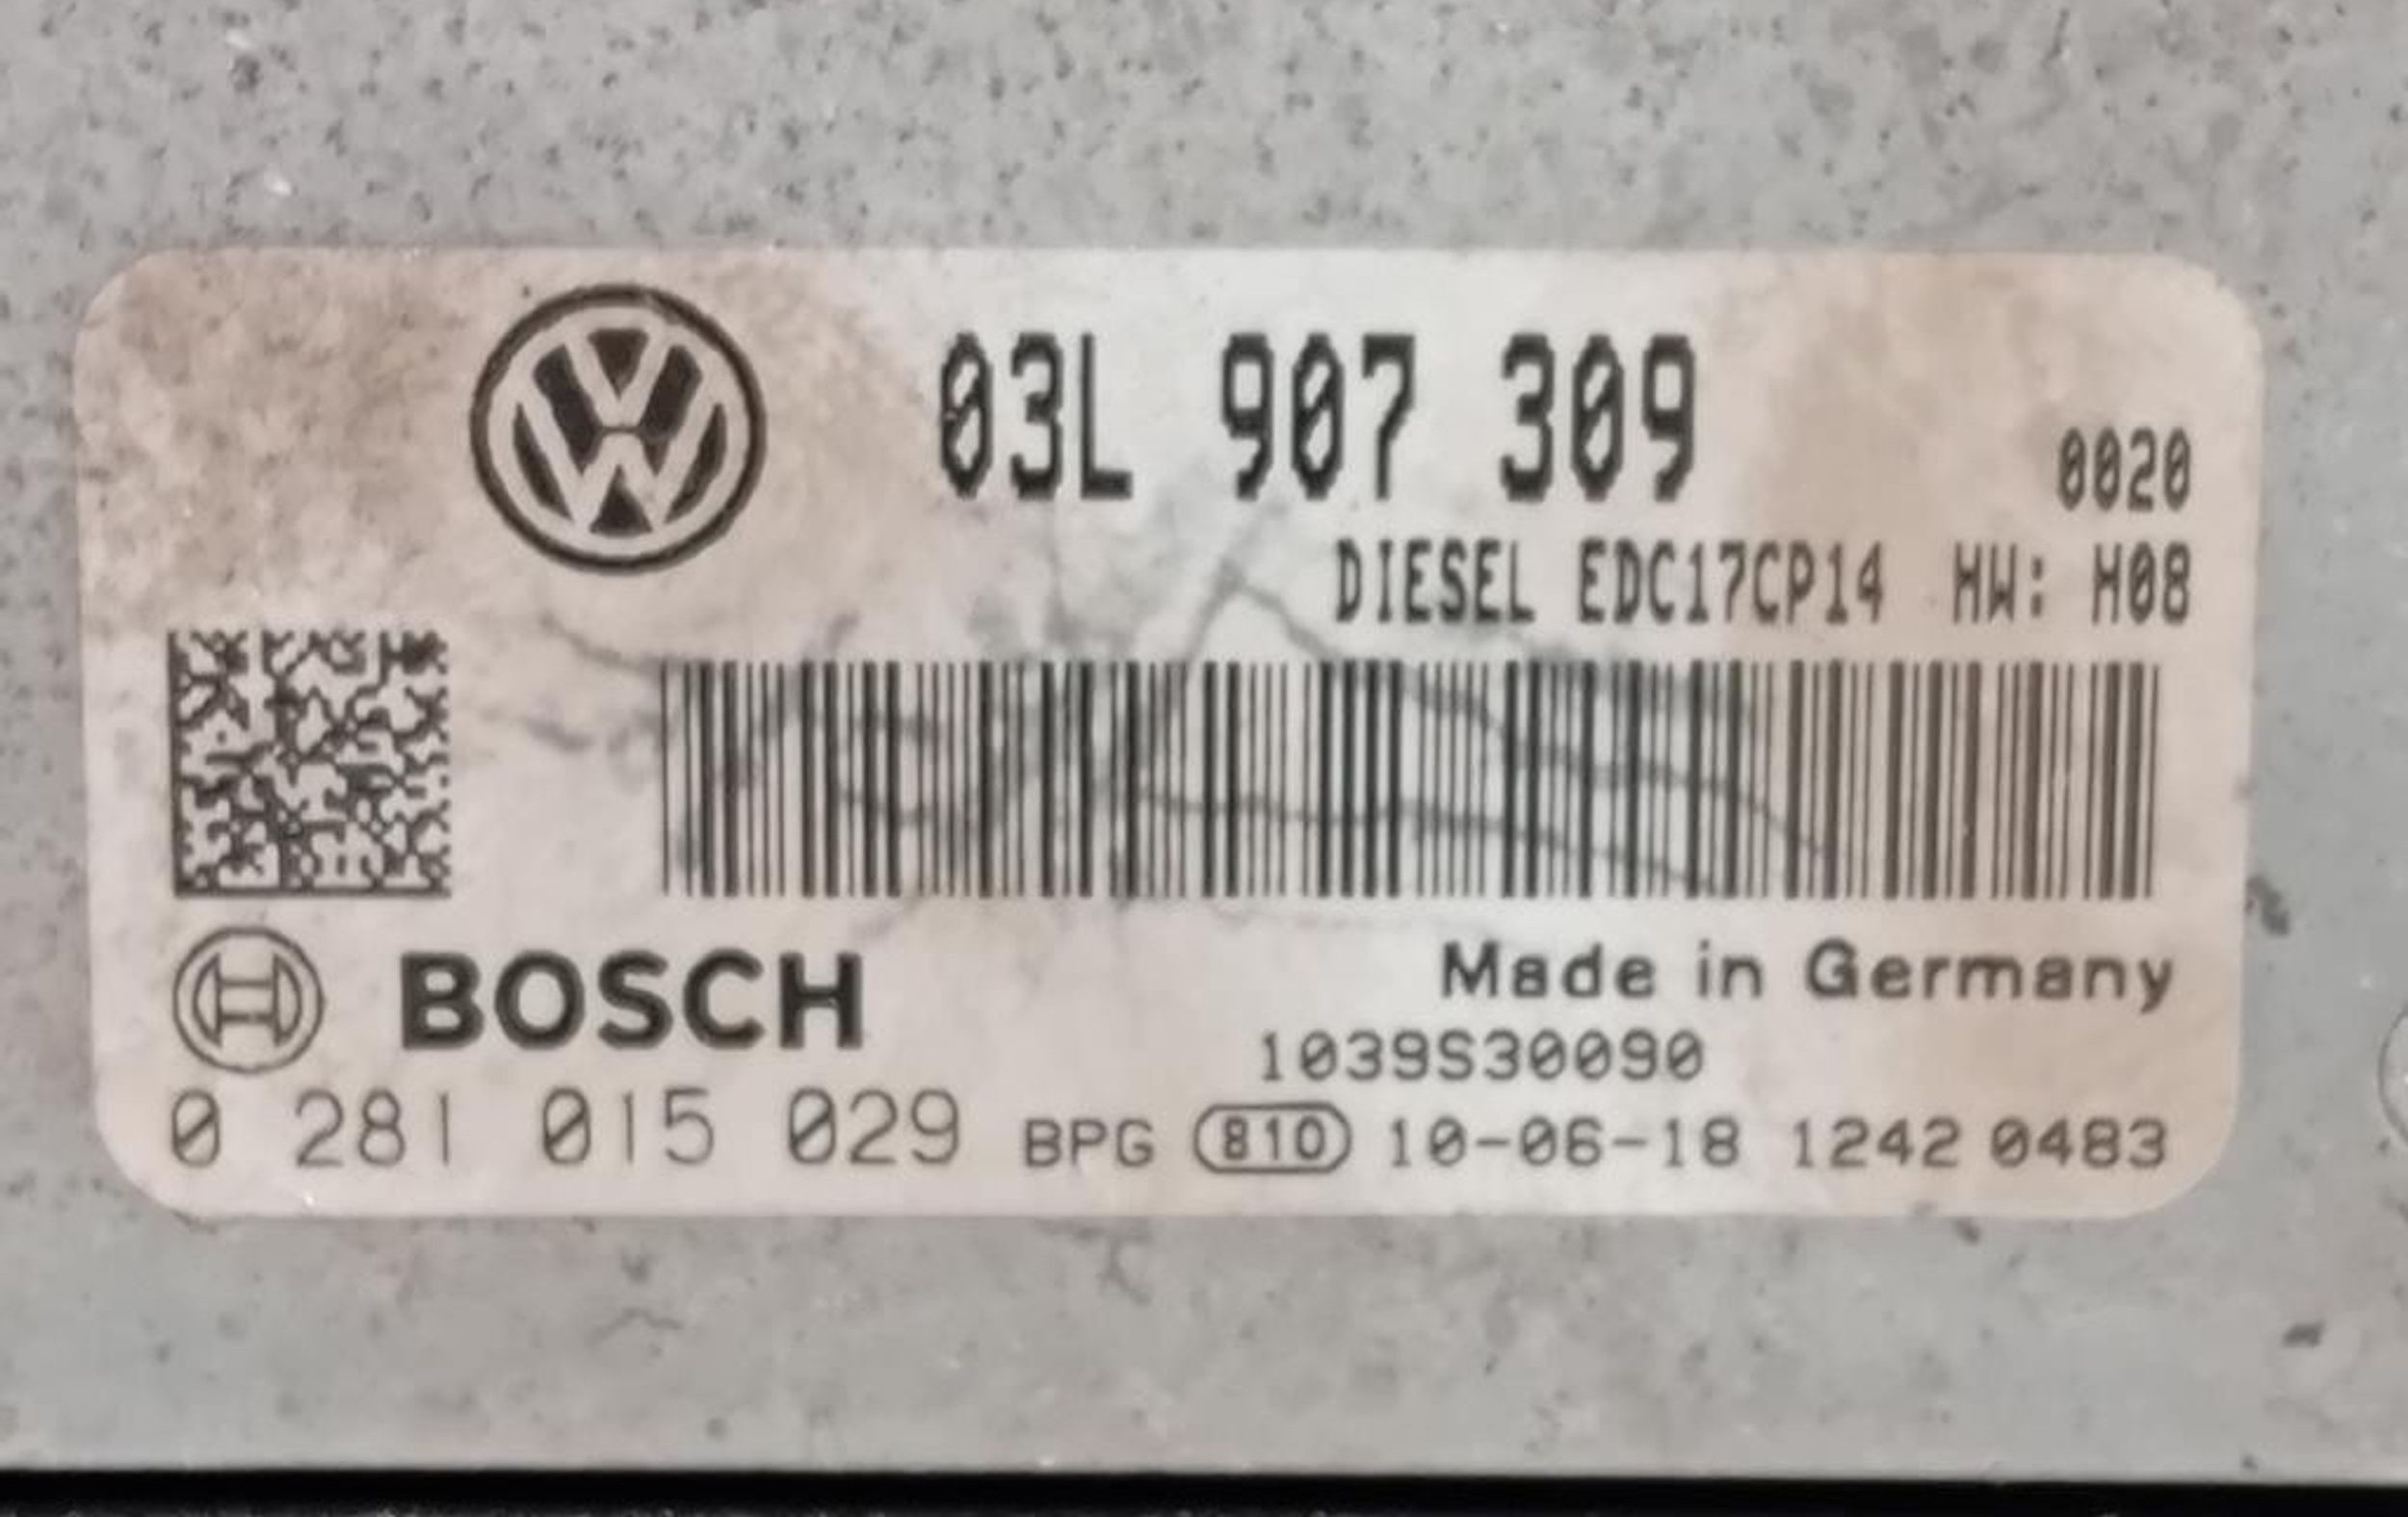 03L 907 309
0020
DIESEL EDC17CP14 HW: H08
BOSCH
Made in Germany
1039S30090
0 281 015 029 BPG 810 10-06-18 1242 0483